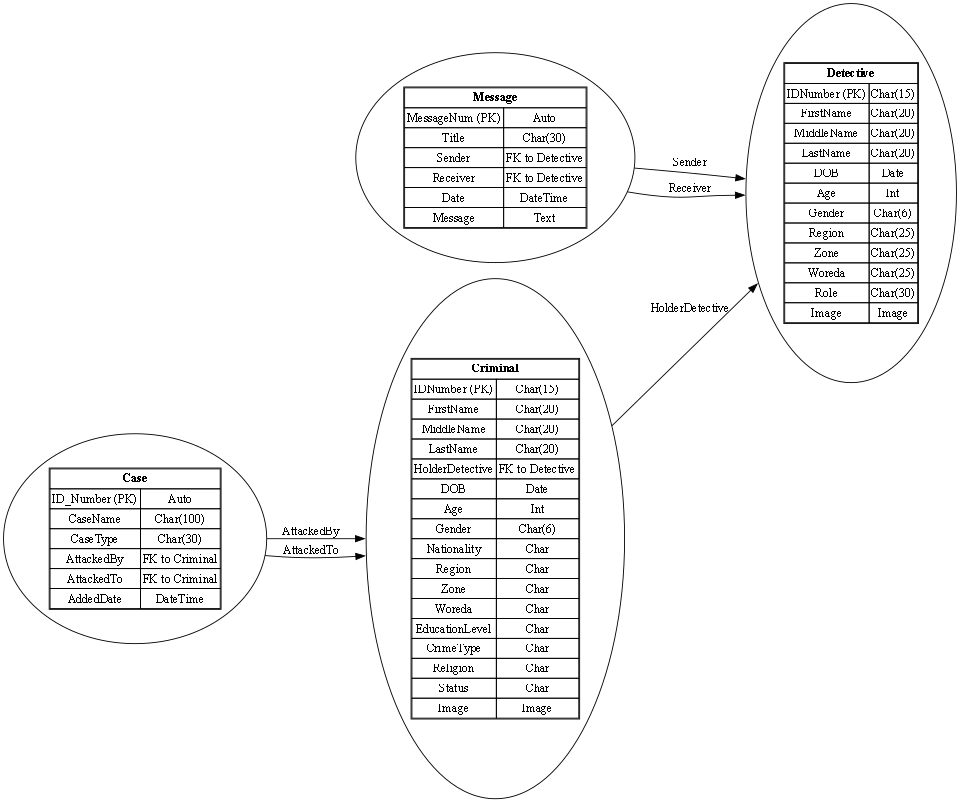 Detective
IDNumber (PK) Char(15)
FirstName Char(20)
MiddleName Char(20)
LastName Char(20)
DOB Date
Age Int
Gender Char(6)
Region Char(25)
Zone Char(25)
Woreda Char(25)
Role Char(30)
Image Image
Message
MessageNum (PK) Auto
Title Char(30)
Sender FK to Detective
Receiver FK to Detective
Date DateTime
Message Text
Sender
Receiver
HolderDetective
Criminal
IDNumber (PK) Char(15)
FirstName Char(20)
MiddleName Char(20)
LastName Char(20)
HolderDetective FK to Detective
DOB Date
Age Int
Gender Char(6)
Nationality Char
Region Char
Zone Char
Woreda Char
EducationLevel Char
CrimeType Char
Religion Char
Status Char
Image Image
Case
ID_Number (PK) Auto
CaseName Char(100)
CaseType Char(30)
AttackedBy FK to Criminal
AttackedTo FK to Criminal
AddedDate DateTime
AttackedBy
AttackedTo